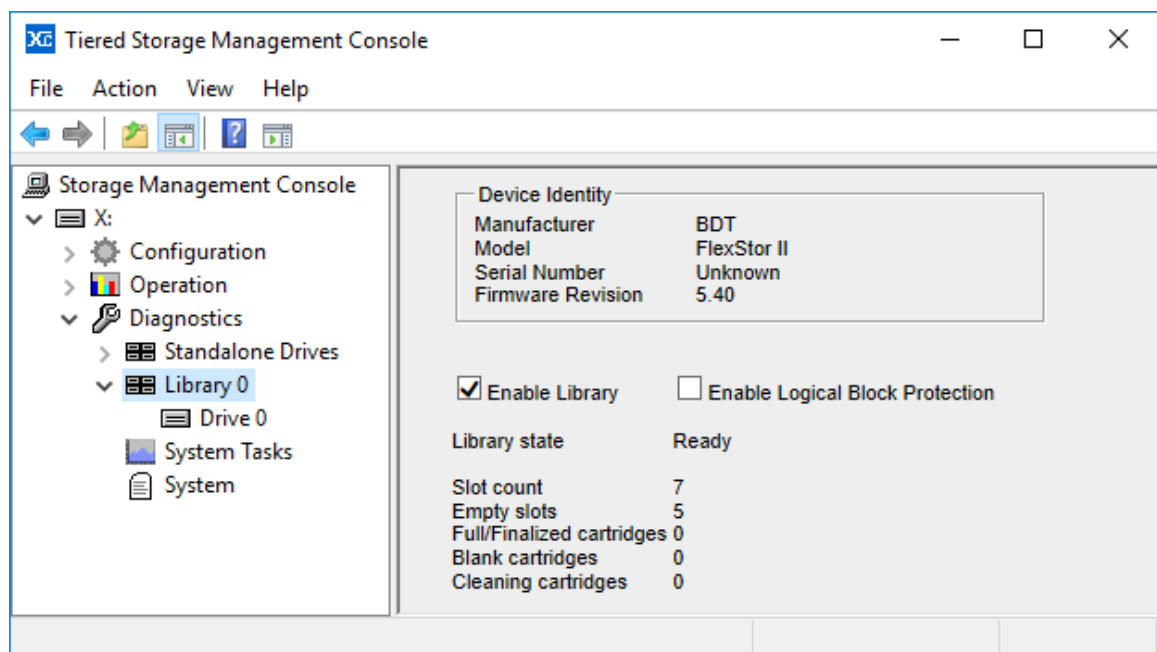 XC Tiered Storage Management Console
File Action View Help
Storage Management Console
X:
Configuration
Operation
Diagnostics
Standalone Drives
Library 0
Drive 0
System Tasks
System
Device Identity
Manufacturer BDT
Model FlexStor II
Serial Number Unknown
Firmware Revision 5.40
Enable Library Enable Logical Block Protection
Library state Ready
Slot count 7
Empty slots 5
Full/Finalized cartridges 0
Blank cartridges 0
Cleaning cartridges 0